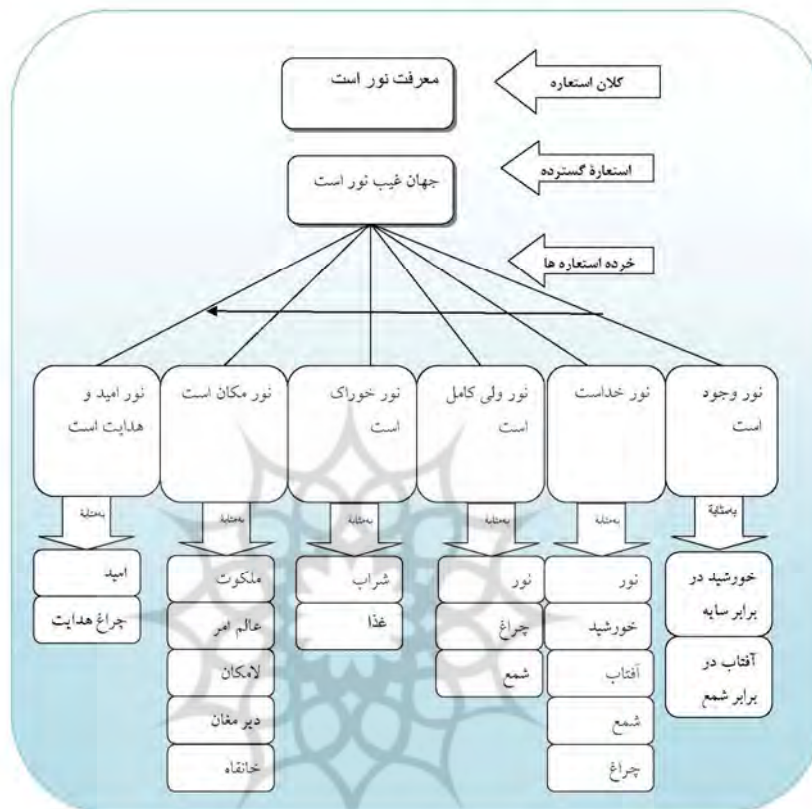 کلان استعاره
معرفت نور است
استعارهٔ گسترده
جهان غیب نور است
خرده استعاره ها
نور وجود
است
نور خداست
نور ولی کامل
است
نور خوراک
است
نور مکان است
نور امید و
هدایت است
به‌مثابهٔ
به‌مثابهٔ
به‌مثابهٔ
به‌مثابهٔ
به‌مثابهٔ
به‌مثابهٔ
خورشید در
برابر سایه
آفتاب در
برابر شمع
نور
خورشید
آفتاب
شمع
چراغ
نور
چراغ
شمع
شراب
غذا
ملکوت
عالم امر
لامکان
دیر مغان
خانقاه
امید
چراغ هدایت